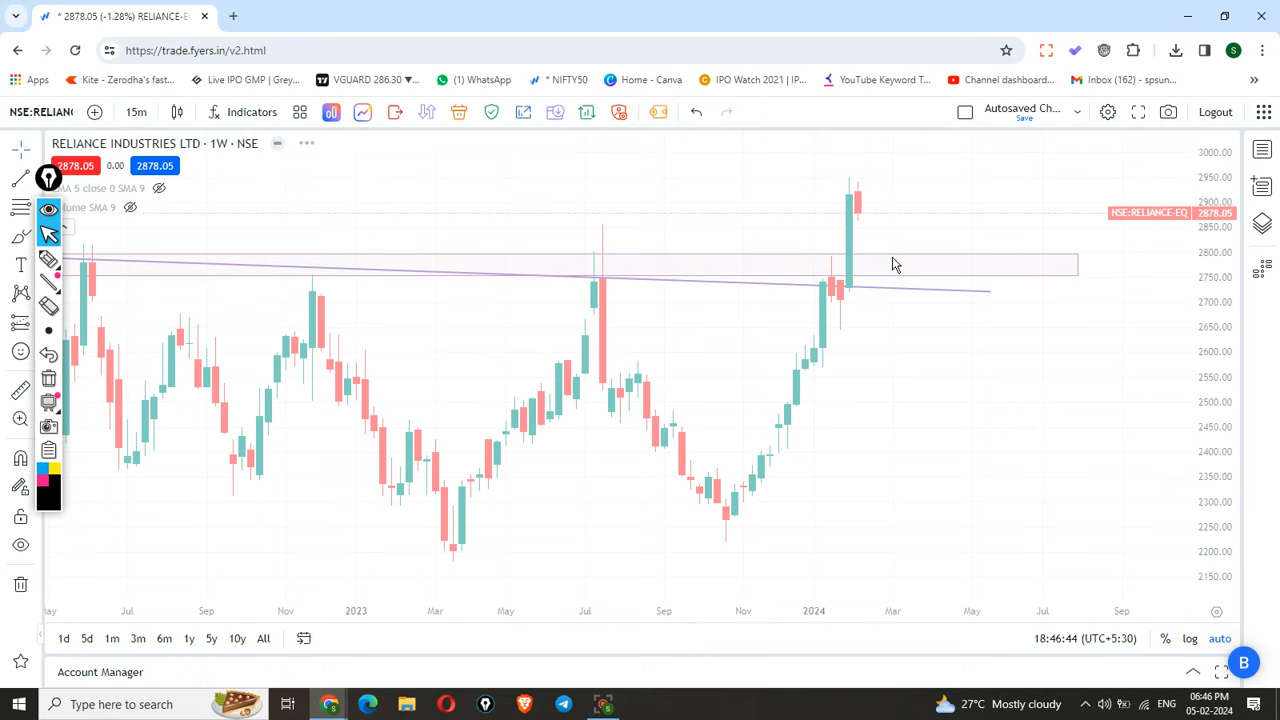 * 2878.05 (-1.28%) RELIANCE-E
https://trade.fyers.in/v2.html
S
Apps
Kite - Zerodha's fast...
Live IPO GMP | Grey...
VGUARD 286.30 ▼...
(1) WhatsApp
* NIFTY50
Home - Canva
IPO Watch 2021 | IP...
YouTube Keyword T...
Channel dashboard...
Inbox (162) - spsun...
»
NSE:RELIANC
15m
Indicators
Autosaved Ch...
Save
Logout
RELIANCE INDUSTRIES LTD · 1W · NSE
2878.05
0.00
2878.05
MA 5 close 0 SMA 9
lume SMA 9
3000.00
2950.00
2900.00
NSE:RELIANCE-EQ 2878.05
2850.00
2800.00
2750.00
2700.00
2650.00
2600.00
2550.00
2500.00
2450.00
2400.00
2350.00
2300.00
2250.00
2200.00
2150.00
May Jul Sep Nov 2023 Mar May Jul Sep Nov 2024 Mar May Jul Sep
1d 5d 1m 3m 6m 1y 5y 10y All
18:46:44 (UTC+5:30) % log auto
Account Manager
B
Type here to search
27°C Mostly cloudy
ENG
06:46 PM
05-02-2024